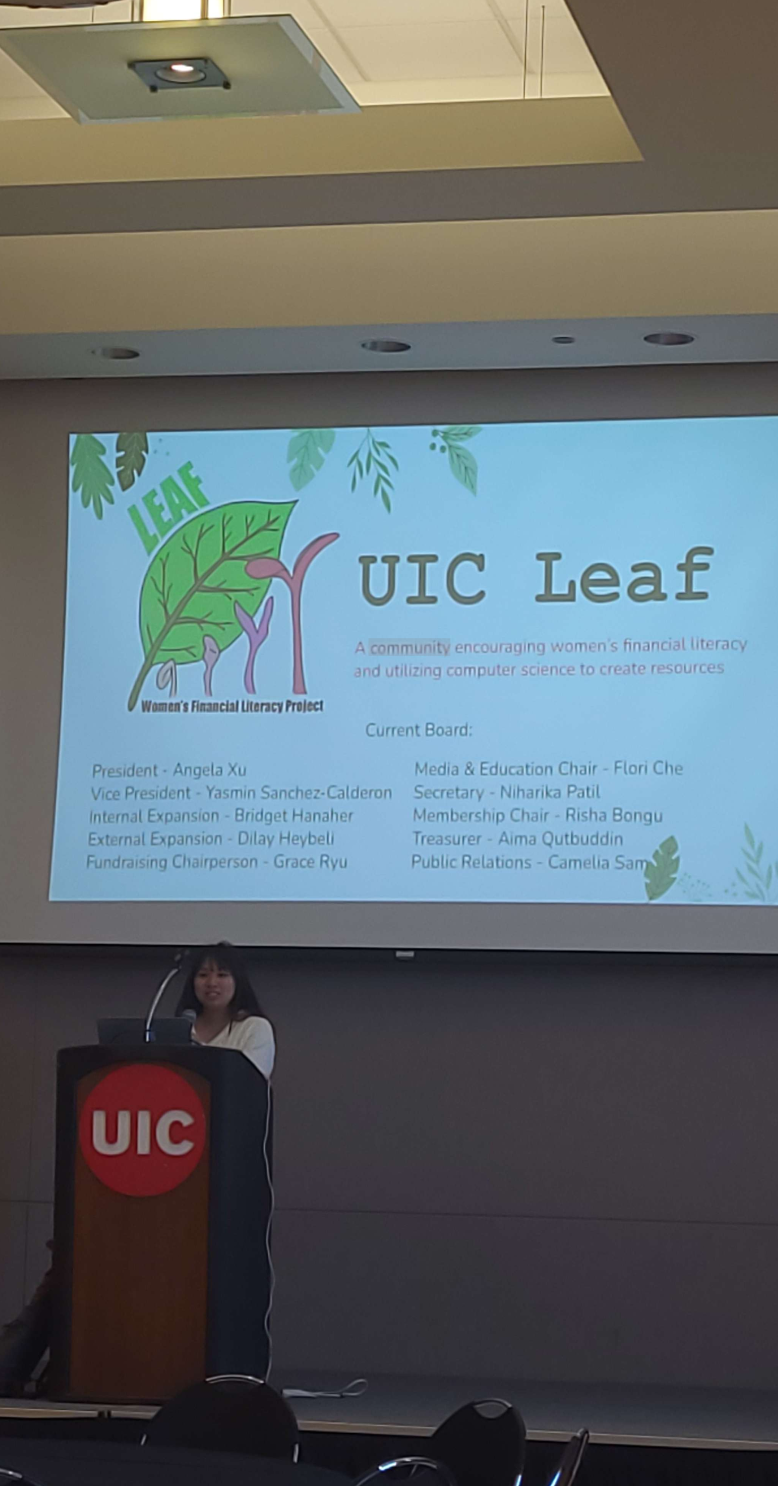 LEAF
Women's Financial Literacy Project
UIC Leaf
A community encouraging women's financial literacy
and utilizing computer science to create resources
Current Board:
President - Angela Xu
Vice President - Yasmin Sanchez-Calderon
Internal Expansion - Bridget Hanaher
External Expansion - Dilay Heybeli
Fundraising Chairperson - Grace Ryu
Media & Education Chair - Flori Che
Secretary - Niharika Patil
Membership Chair - Risha Bongu
Treasurer - Aima Qutbuddin
Public Relations - Camelia Sam
UIC